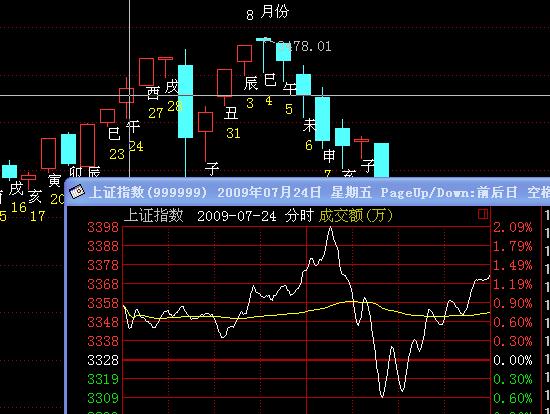 8 月份
3478.01
戌
酉
27 28
辰
巳
午
3 4 5
丑
31
巳
午
23 24
未
6
申
7
亥
子
子
寅
卯
辰
戌
亥
16 17
20
5
上证指数(999999) 2009年07月24日 星期五 PageUp/Down:前后日 空格
上证指数 2009-07-24 分时 成交额(万)
3398 2.09%
3388 1.79%
3378 1.49%
3368 1.19%
3358 0.90%
3348 0.60%
3338 0.30%
3328 0.00%
3319 0.30%
3309 0.60%
3299 0.90%